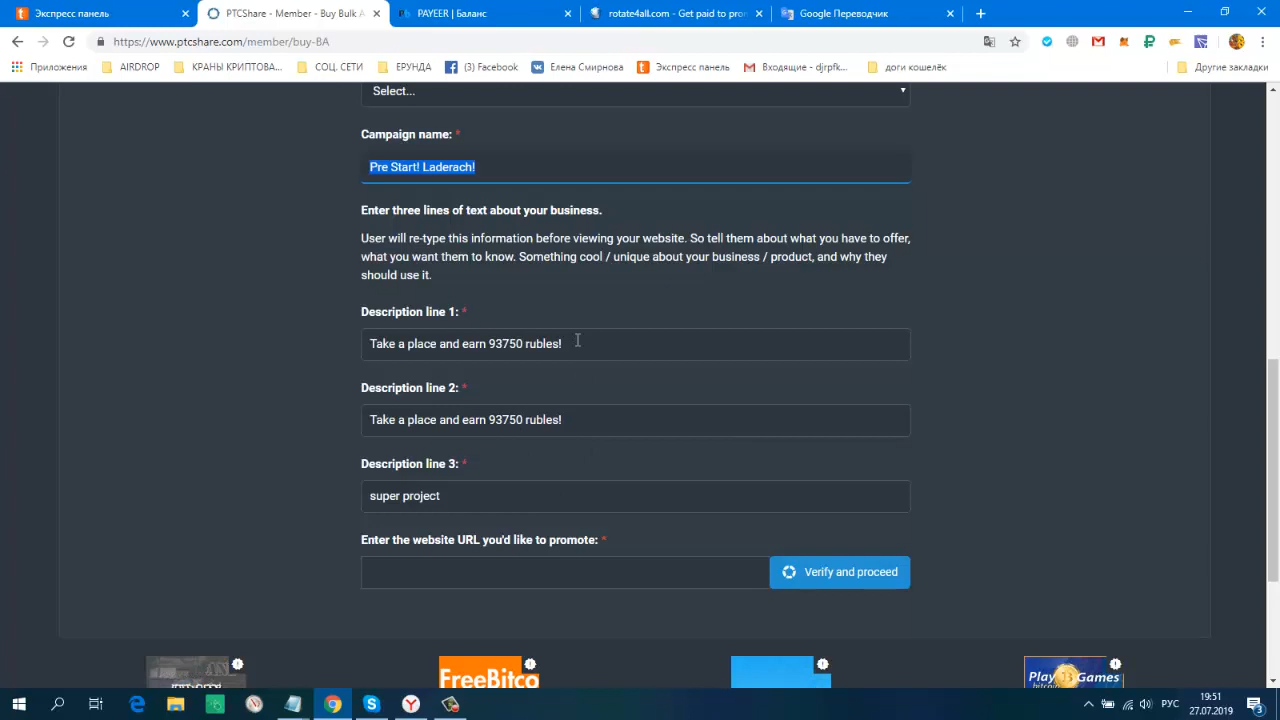 Экспресс панель
PTCShare - Member - Buy Bulk A
PAYEER | Баланс
rotate4all.com - Get paid to pro
Google Переводчик
https://www.ptcshare.com/member/buy-BA
Приложения
AIRDROP
КРАНЫ КРИПТОВА...
СОЦ. СЕТИ
ЕРУНДА
(3) Facebook
Елена Смирнова
Экспресс панель
Входящие - djrpfk...
доги кошелёк
Другие закладки
Select...
Campaign name: *
Pre Start! Laderach!
Enter three lines of text about your business.
User will re-type this information before viewing your website. So tell them about what you have to offer,
what you want them to know. Something cool / unique about your business / product, and why they
should use it.
Description line 1: *
Take a place and earn 93750 rubles!
Description line 2: *
Take a place and earn 93750 rubles!
Description line 3: *
super project
Enter the website URL you'd like to promote: *
Verify and proceed
FreeBitco
Play Games
19:51
РУС
27.07.2019
3